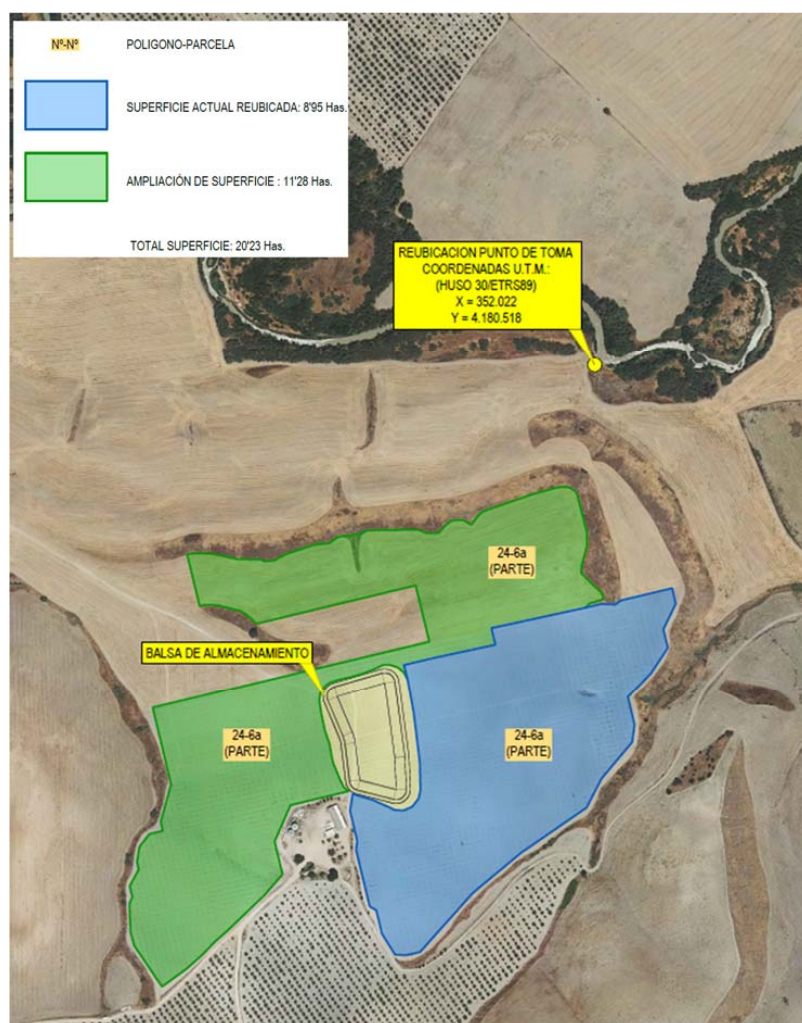 Nº-Nº POLIGONO-PARCELA
SUPERFICIE ACTUAL REUBICADA: 8'95 Has.
AMPLIACIÓN DE SUPERFICIE : 11'28 Has.
TOTAL SUPERFICIE: 20'23 Has.
REUBICACION PUNTO DE TOMA
COORDENADAS U.T.M.:
(HUSO 30/ETRS89)
X = 352.022
Y = 4.180.518
24-6a
(PARTE)
BALSA DE ALMACENAMIENTO
24-6a
(PARTE)
24-6a
(PARTE)